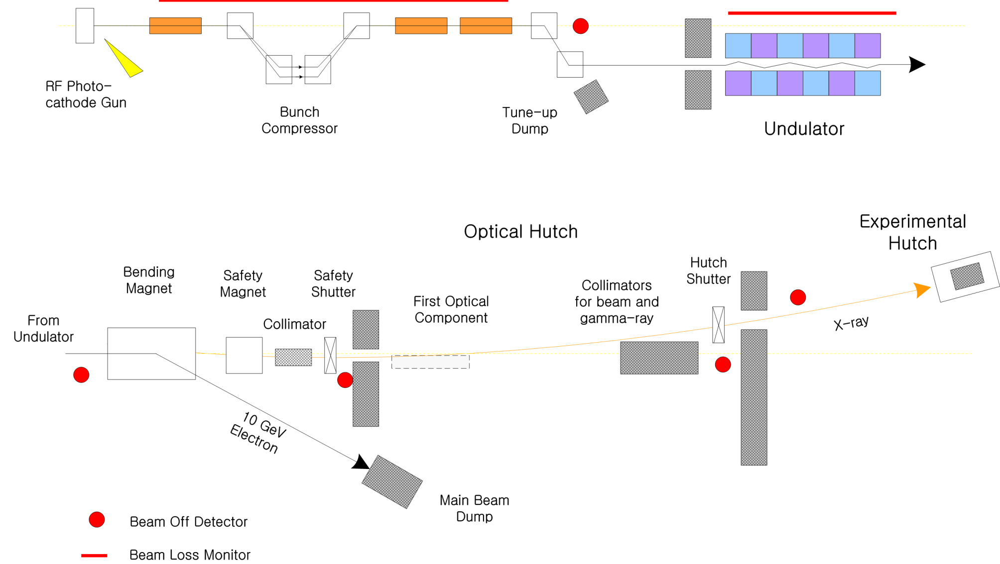 RF Photo-
cathode Gun
Bunch
Compressor
Tune-up
Dump
Undulator
Optical Hutch
Experimental
Hutch
Bending
Magnet
Safety
Magnet
Safety
Shutter
Hutch
Shutter
First Optical
Component
Collimators
for beam and
gamma-ray
From
Undulator
Collimator
X-ray
10 GeV
Electron
Main Beam
Dump
Beam Off Detector
Beam Loss Monitor